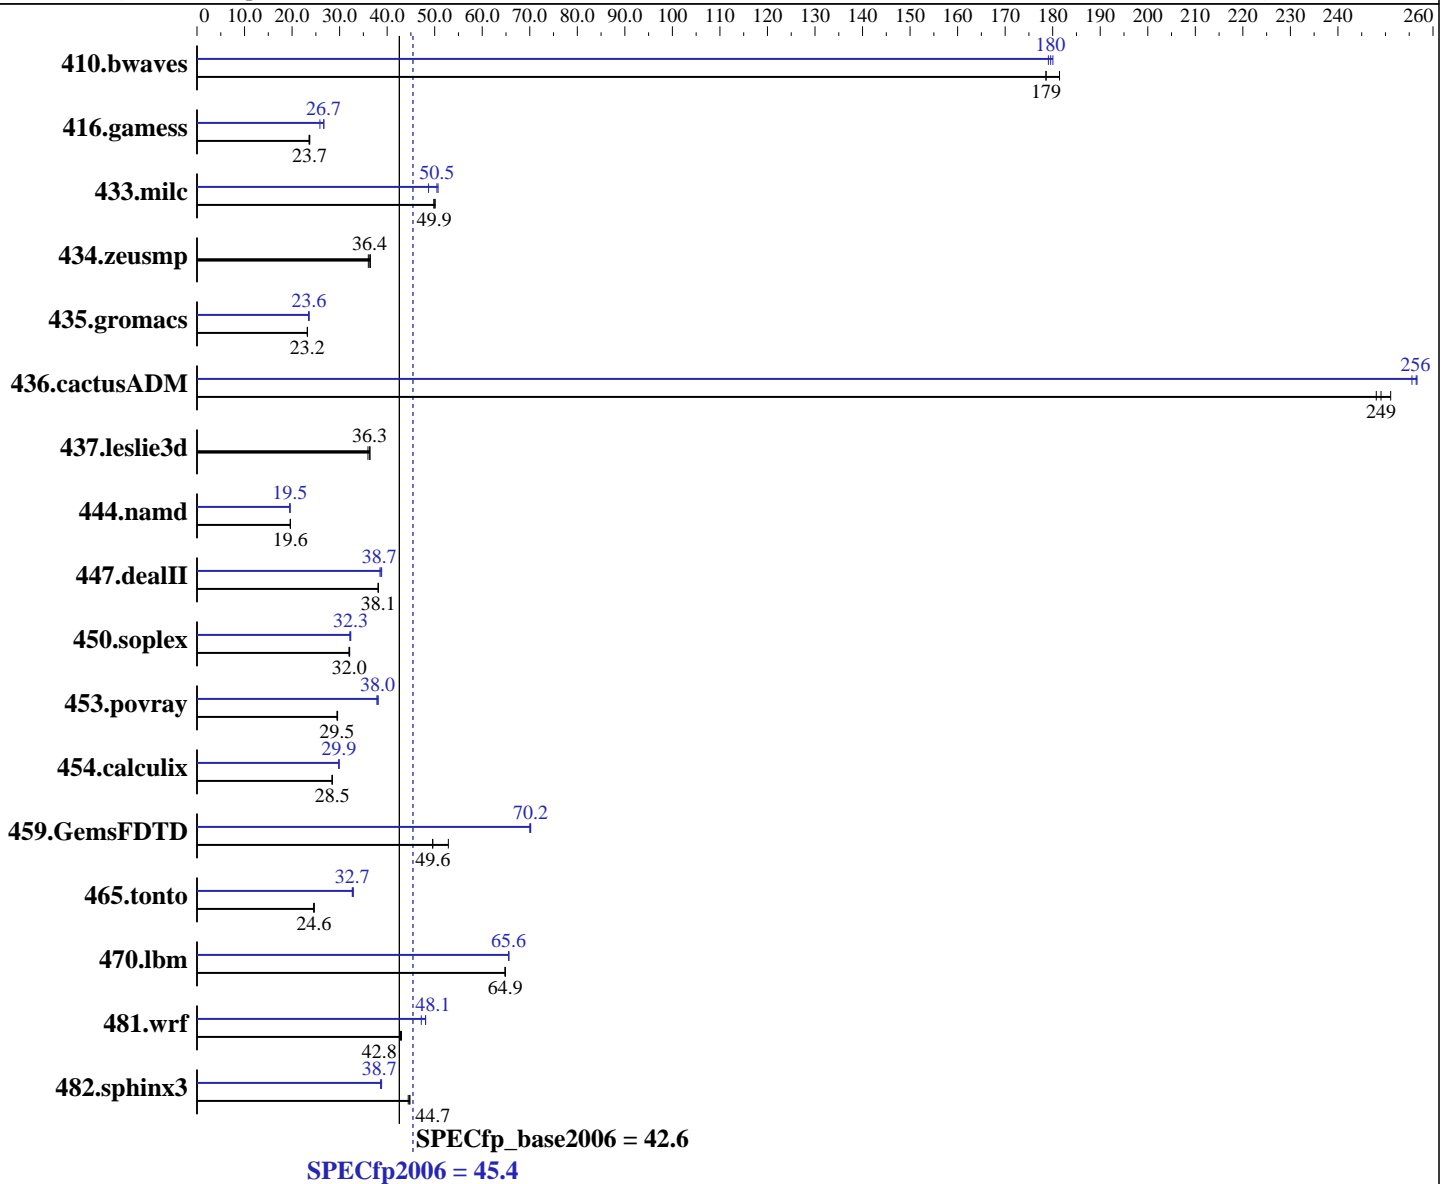 0 10.0 20.0 30.0 40.0 50.0 60.0 70.0 80.0 90.0 100 110 120 130 140 150 160 170 180 190 200 210 220 230 240 260
180
410.bwaves
179
26.7
416.gamess
23.7
50.5
433.milc
49.9
36.4
434.zeusmp
23.6
435.gromacs
23.2
256
436.cactusADM
249
36.3
437.leslie3d
19.5
444.namd
19.6
38.7
447.dealII
38.1
32.3
450.soplex
32.0
38.0
453.povray
29.5
29.9
454.calculix
28.5
70.2
459.GemsFDTD
49.6
32.7
465.tonto
24.6
65.6
470.lbm
64.9
48.1
481.wrf
42.8
38.7
482.sphinx3
44.7
SPECfp_base2006 = 42.6
SPECfp2006 = 45.4